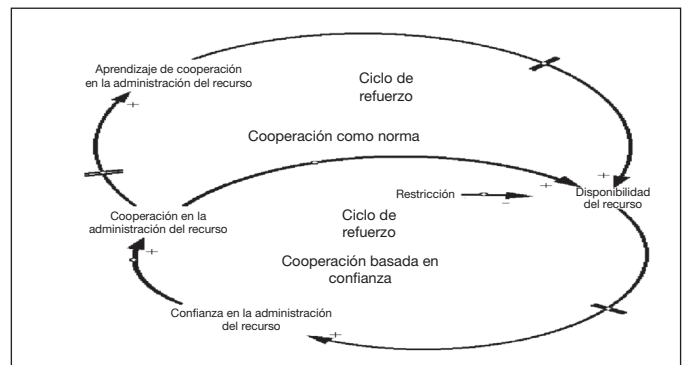 Aprendizaje de cooperación
en la administración del recurso
+
Ciclo de
refuerzo
Cooperación como norma
+
Restricción
+
-
Disponibilidad
del recurso
Cooperación en la
administración del recurso
+
Ciclo de
refuerzo
Cooperación basada en
confianza
Confianza en la administración
del recurso
+